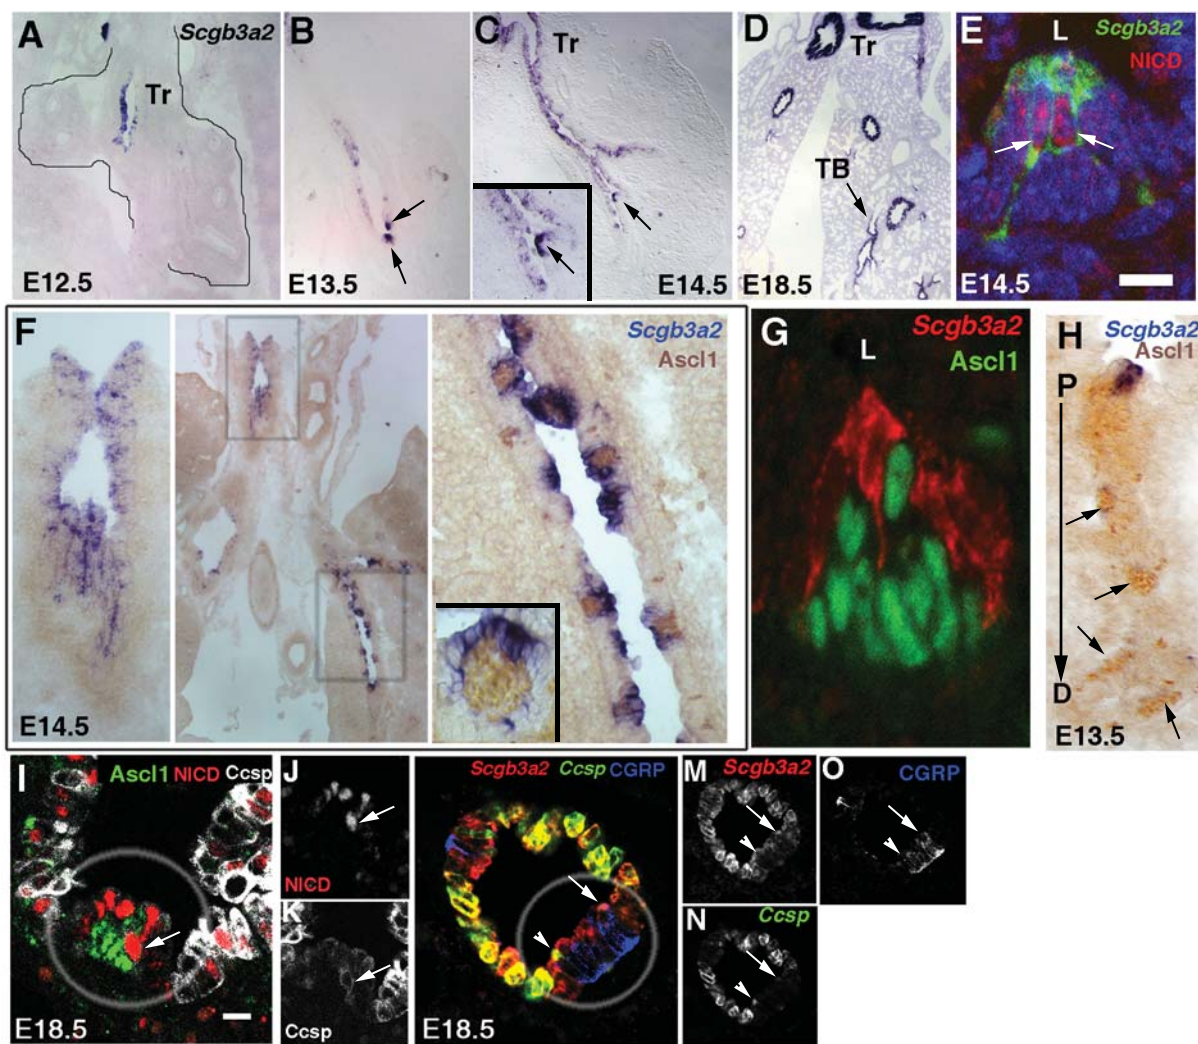 A
Scgb3a2
Tr
E12.5
B
E13.5
C
Tr
E14.5
D
Tr
TB
E18.5
E
L
Scgb3a2
NICD
E14.5
F
Scgb3a2
Ascl1
E14.5
G
Scgb3a2
L
Ascl1
H
Scgb3a2
Ascl1
P
D
E13.5
I
Ascl1 NICD Ccsp
E18.5
J
NICD
K
Ccsp
Scgb3a2 Ccsp CGRP
E18.5
M
Scgb3a2
N
Ccsp
O
CGRP